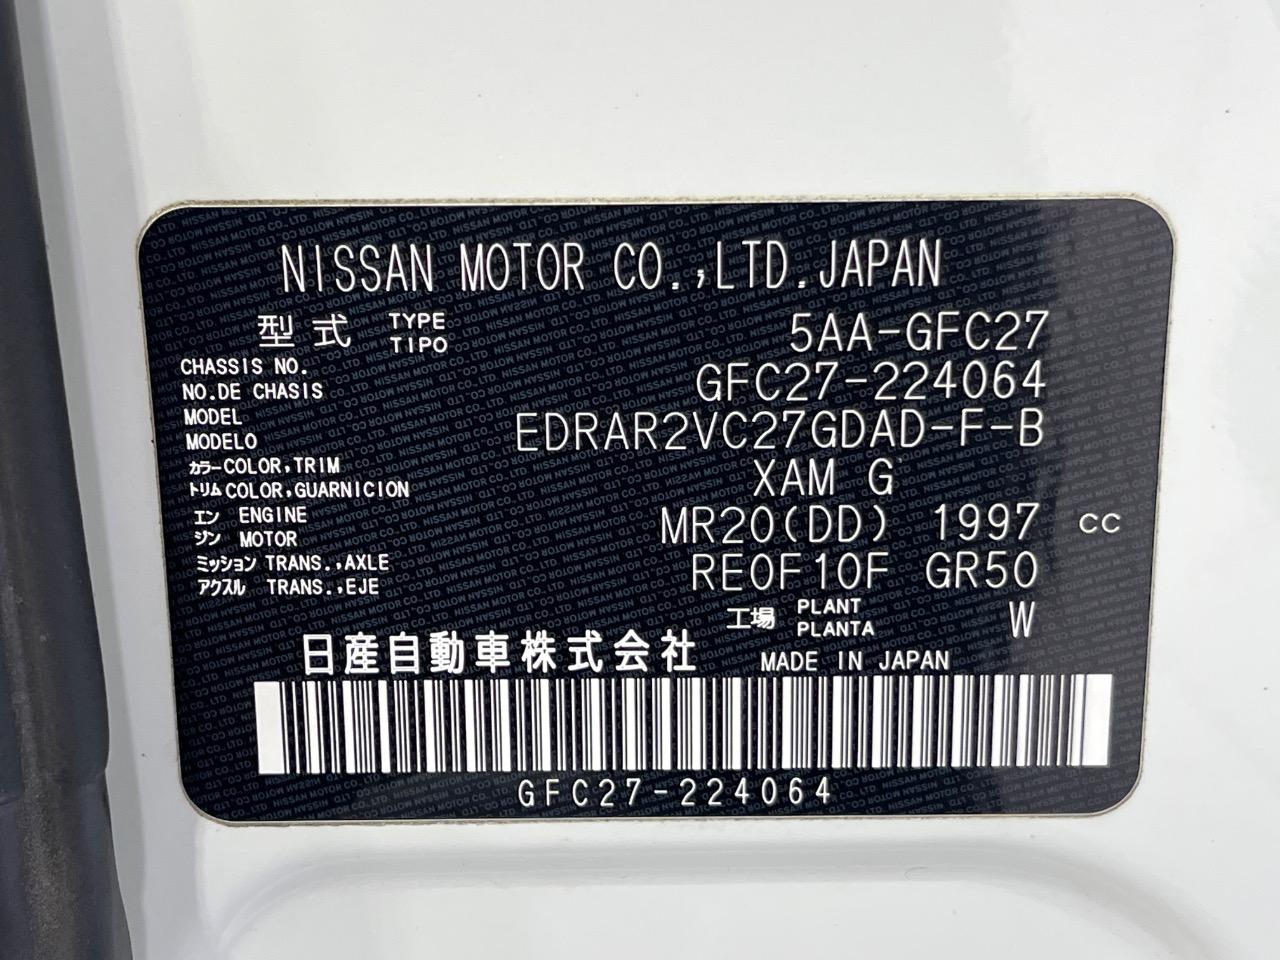 NISSAN MOTOR CO.,LTD.JAPAN
型式 TYPE TIPO 5AA-GFC27
CHASSIS NO.
NO.DE CHASIS GFC27-224064
MODEL
MODELO EDRAR2VC27GDAD-F-B
カラー COLOR,TRIM
トリム COLOR,GUARNICION XAM G
エン ENGINE
ジン MOTOR MR20(DD) 1997 CC
ミッション TRANS.,AXLE
アクスル TRANS.,EJE RE0F10F GR50
工場 PLANT PLANTA W
日産自動車株式会社 MADE IN JAPAN
GFC27-224064